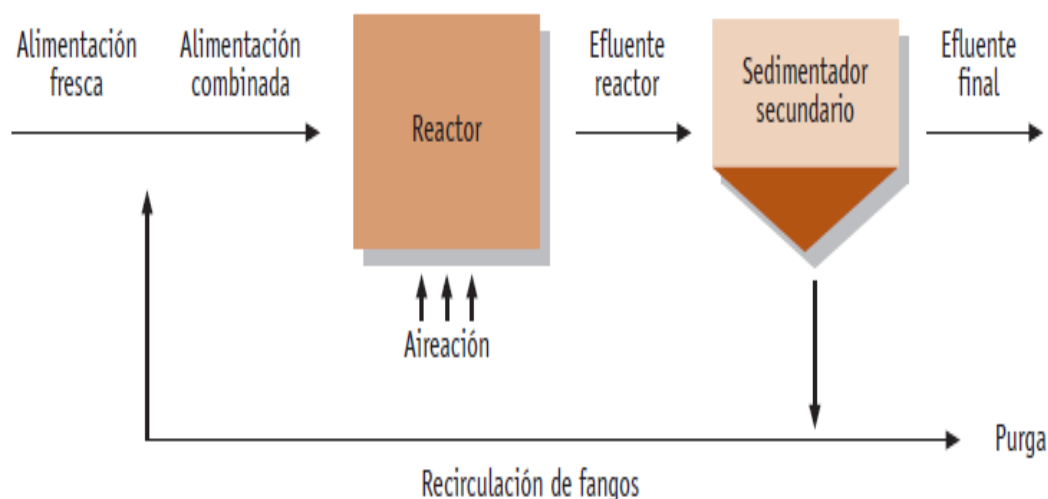 Alimentación
fresca
Alimentación
combinada
Reactor
Efluente
reactor
Sedimentador
secundario
Efluente
final
Aireación
Purga
Recirculación de fangos